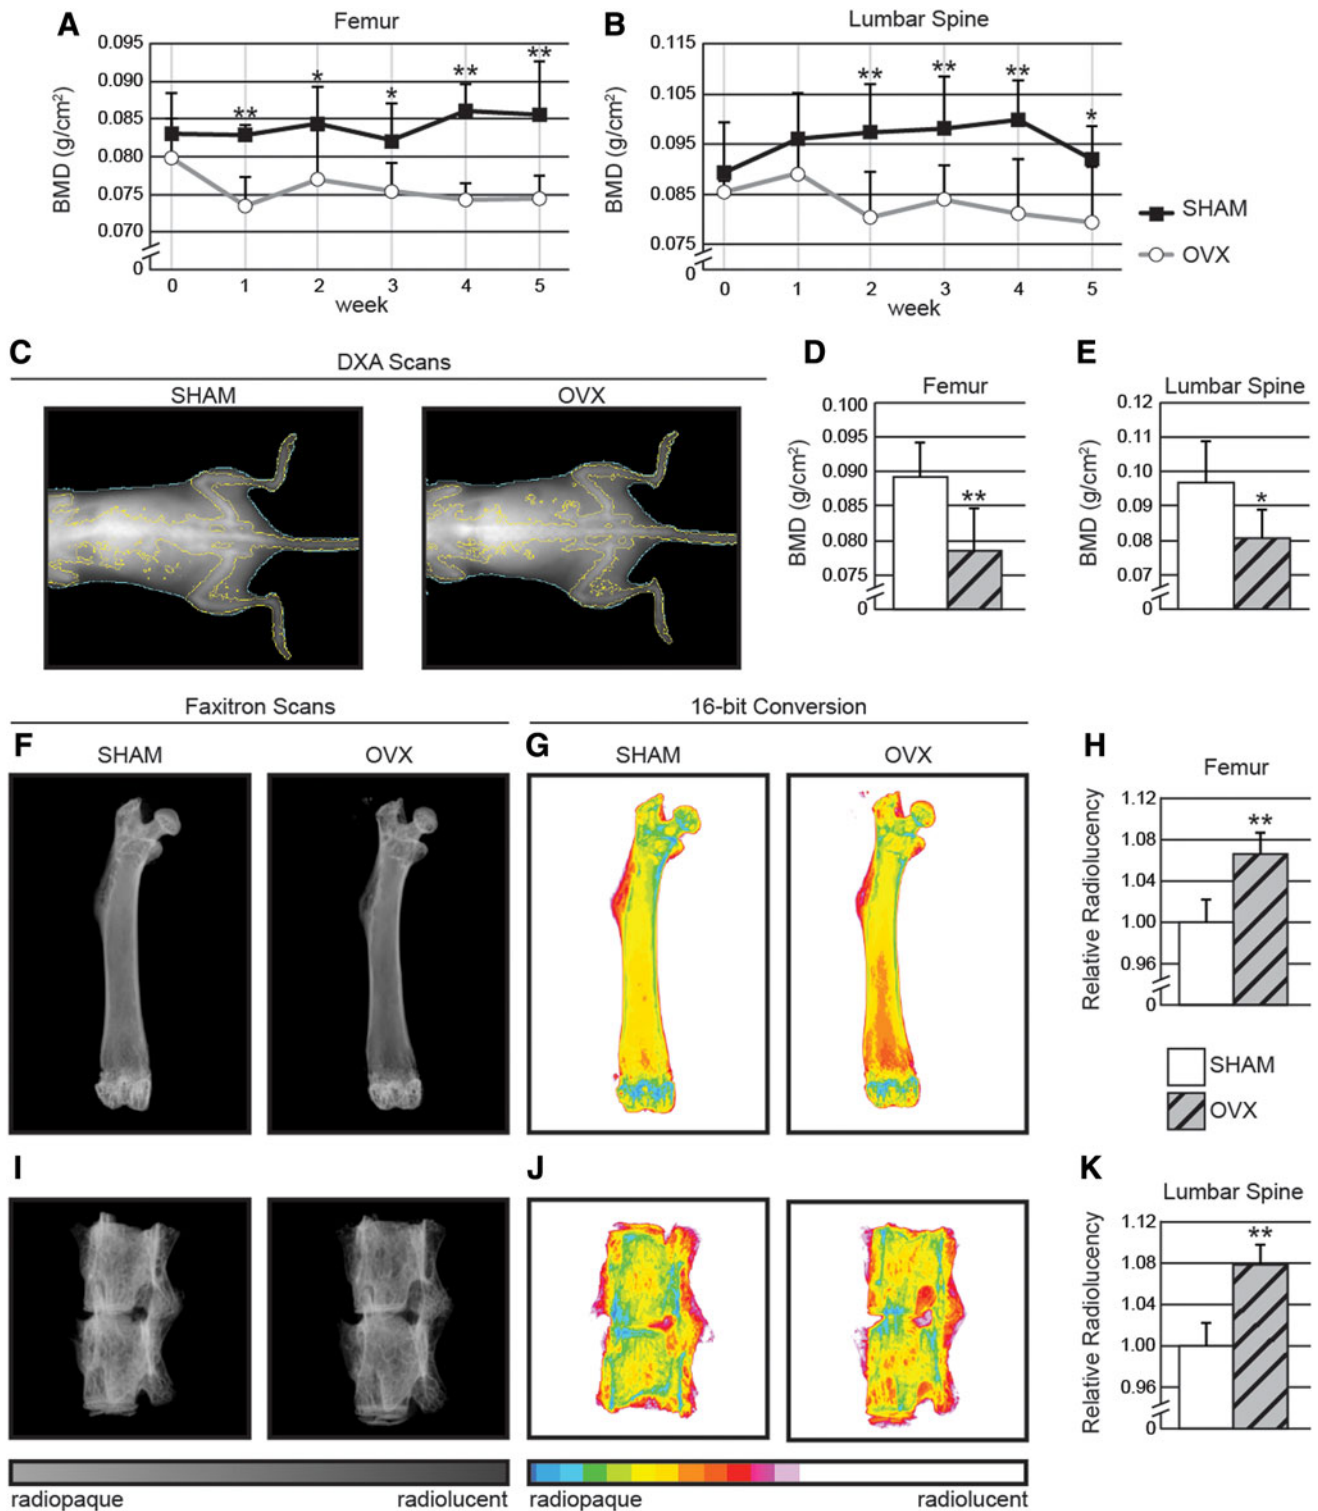 A
Femur
BMD (g/cm²)
0.095
0.090
0.085
0.080
0.075
0.070
0
** * * ** **
0 1 2 3 4 5
week
B
Lumbar Spine
BMD (g/cm²)
0.115
0.105
0.095
0.085
0.075
0
** ** ** *
0 1 2 3 4 5
week
SHAM
OVX
C
DXA Scans
SHAM OVX
D
Femur
BMD (g/cm²)
0.100
0.095
0.090
0.085
0.080
0.075
0
**
E
Lumbar Spine
BMD (g/cm²)
0.12
0.11
0.10
0.09
0.08
0.07
0
*
Faxitron Scans
F
SHAM OVX
16-bit Conversion
G
SHAM OVX
H
Femur
Relative Radiolucency
1.12
1.08
1.04
1.00
0.96
0
**
SHAM
OVX
I
J
K
Lumbar Spine
Relative Radiolucency
1.12
1.08
1.04
1.00
0.96
0
**
radiopaque radiolucent
radiopaque radiolucent